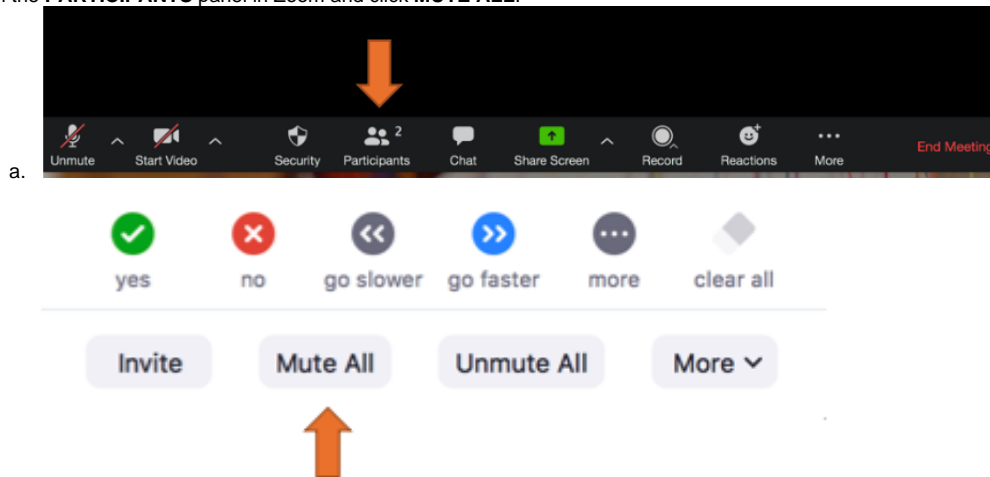 the PARTICIPANTS panel in Zoom and click MUTE ALL.
2
Unmute Start Video Security Participants Chat Share Screen Record Reactions More End Meeting
a.
yes no go slower go faster more clear all
Invite Mute All Unmute All More